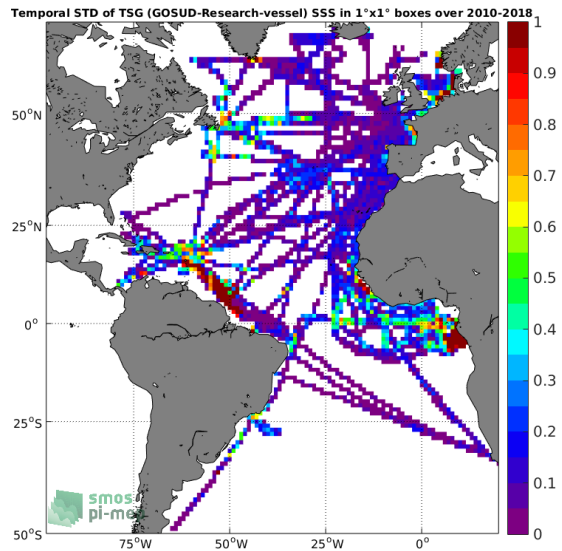 Temporal STD of TSG (GOSUD-Research-vessel) SSS in 1°x1° boxes over 2010-2018
1
0.9
0.8
0.7
0.6
0.5
0.4
0.3
0.2
0.1
0
50°N
25°N
0°
25°S
50°S
75°W
50°W
25°W
0°
smos
pi-me